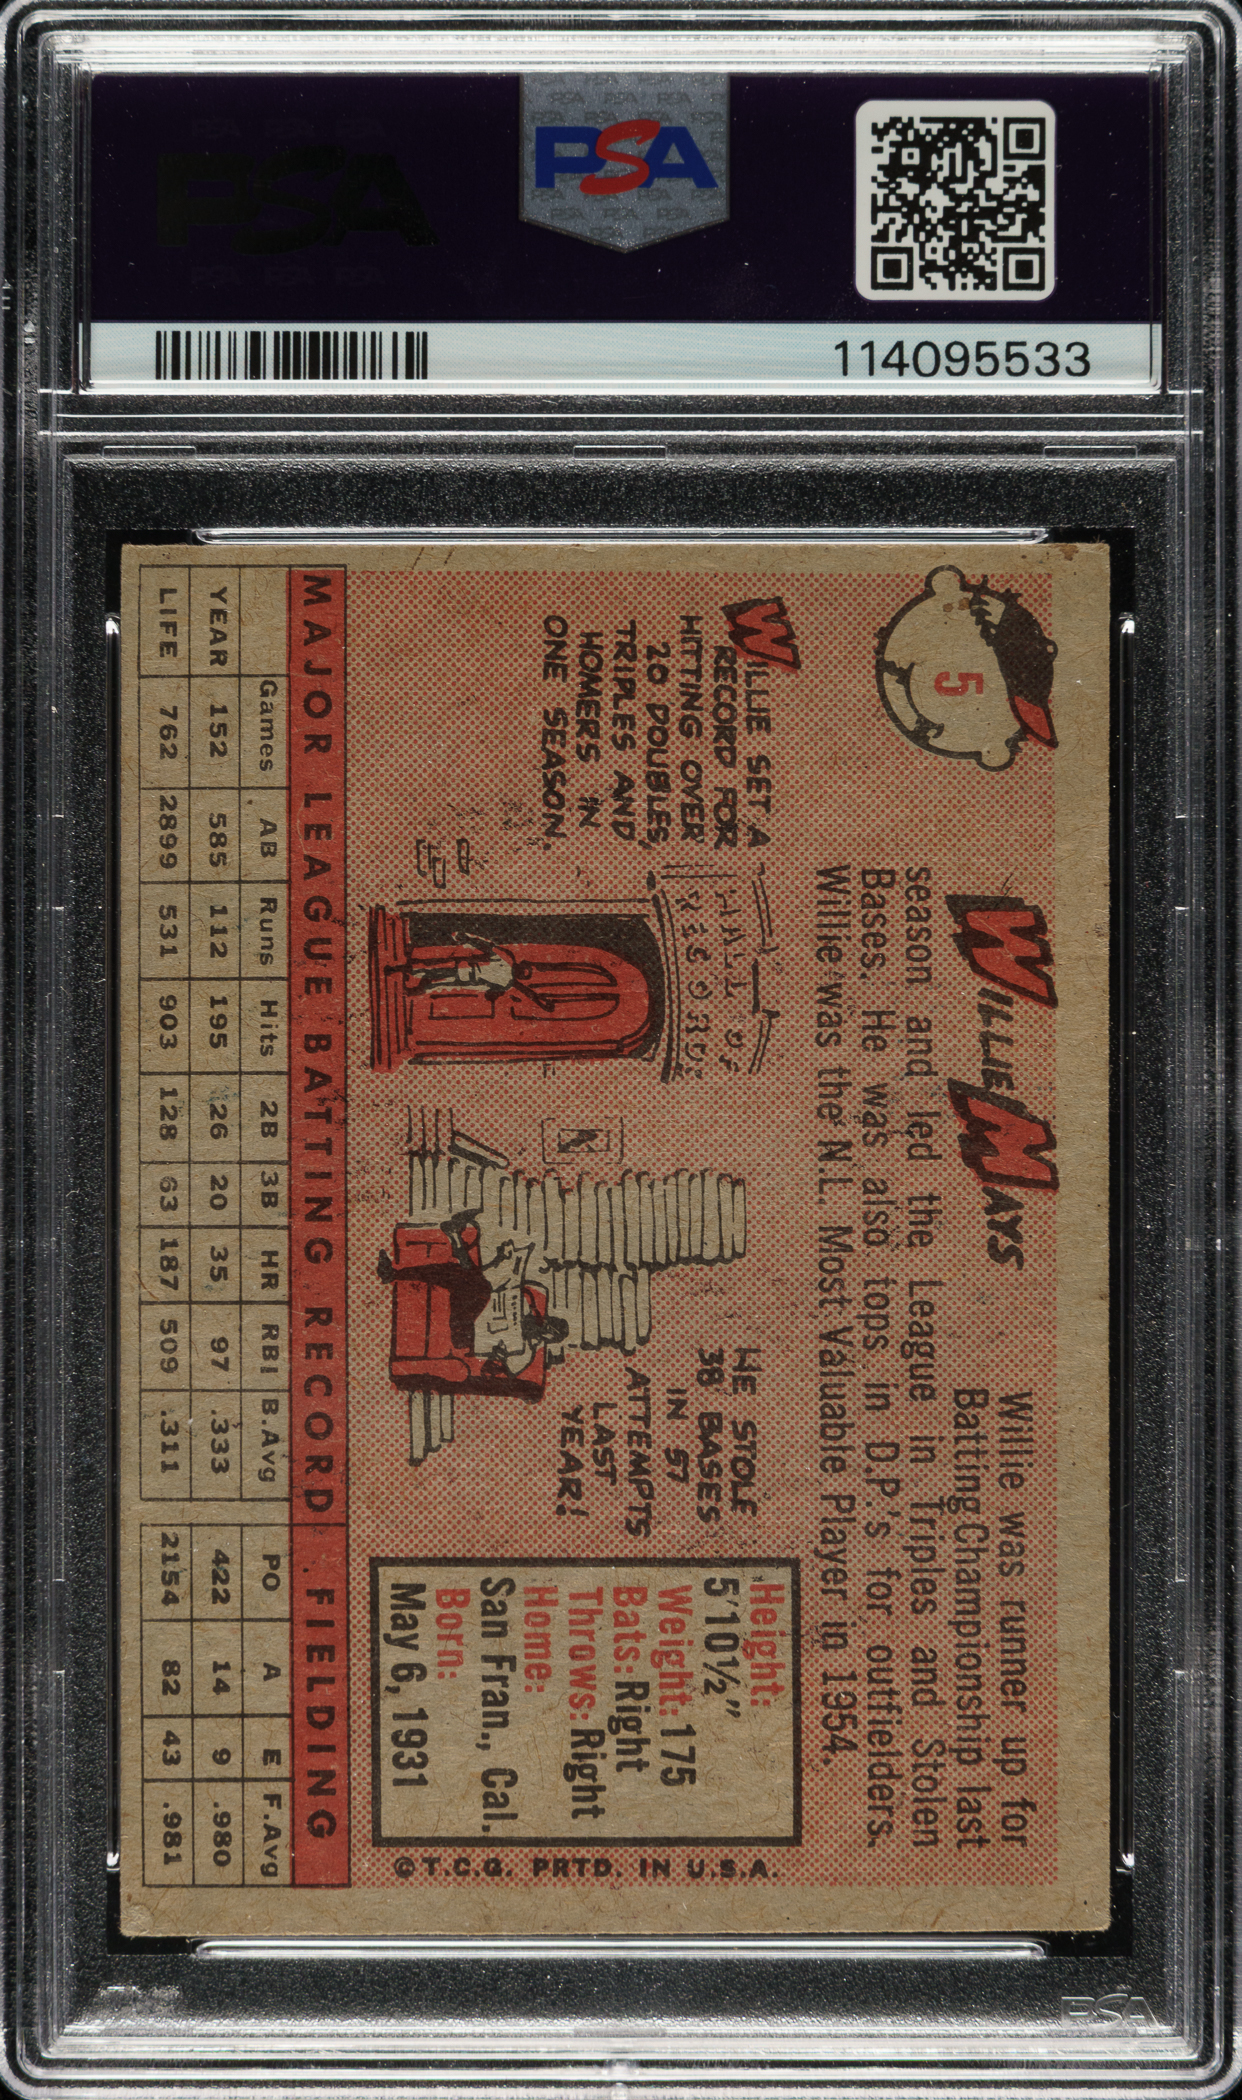 PSA
114095533
5
WILLIE MAYS
Willie was runner up for
Batting Championship last
season and led the League in Triples and Stolen
Bases. He was also tops in D.P.'s for outfielders.
Willie was the N.L. Most Valuable Player in 1954.
WILLIE SET A
RECORD FOR
HITTING OVER
20 DOUBLES,
TRIPLES AND
HOMERS IN
ONE SEASON.
HALL OF
RECORDS
HE STOLE
38 BASES
IN 57
ATTEMPTS
LAST
YEAR!
Height:
5'10½"
Weight: 175
Bats: Right
Throws: Right
Home:
San Fran., Cal.
Born:
May 6, 1931
©T.C.G. PRTD. IN U.S.A.
MAJOR LEAGUE BATTING RECORD FIELDING
Games AB Runs Hits 2B 3B HR RBI B.Avg PO A E F.Avg
YEAR 152 585 112 195 26 20 35 97 .333 422 14 9 .980
LIFE 762 2899 531 903 128 63 187 509 .311 2154 82 43 .981
PSA